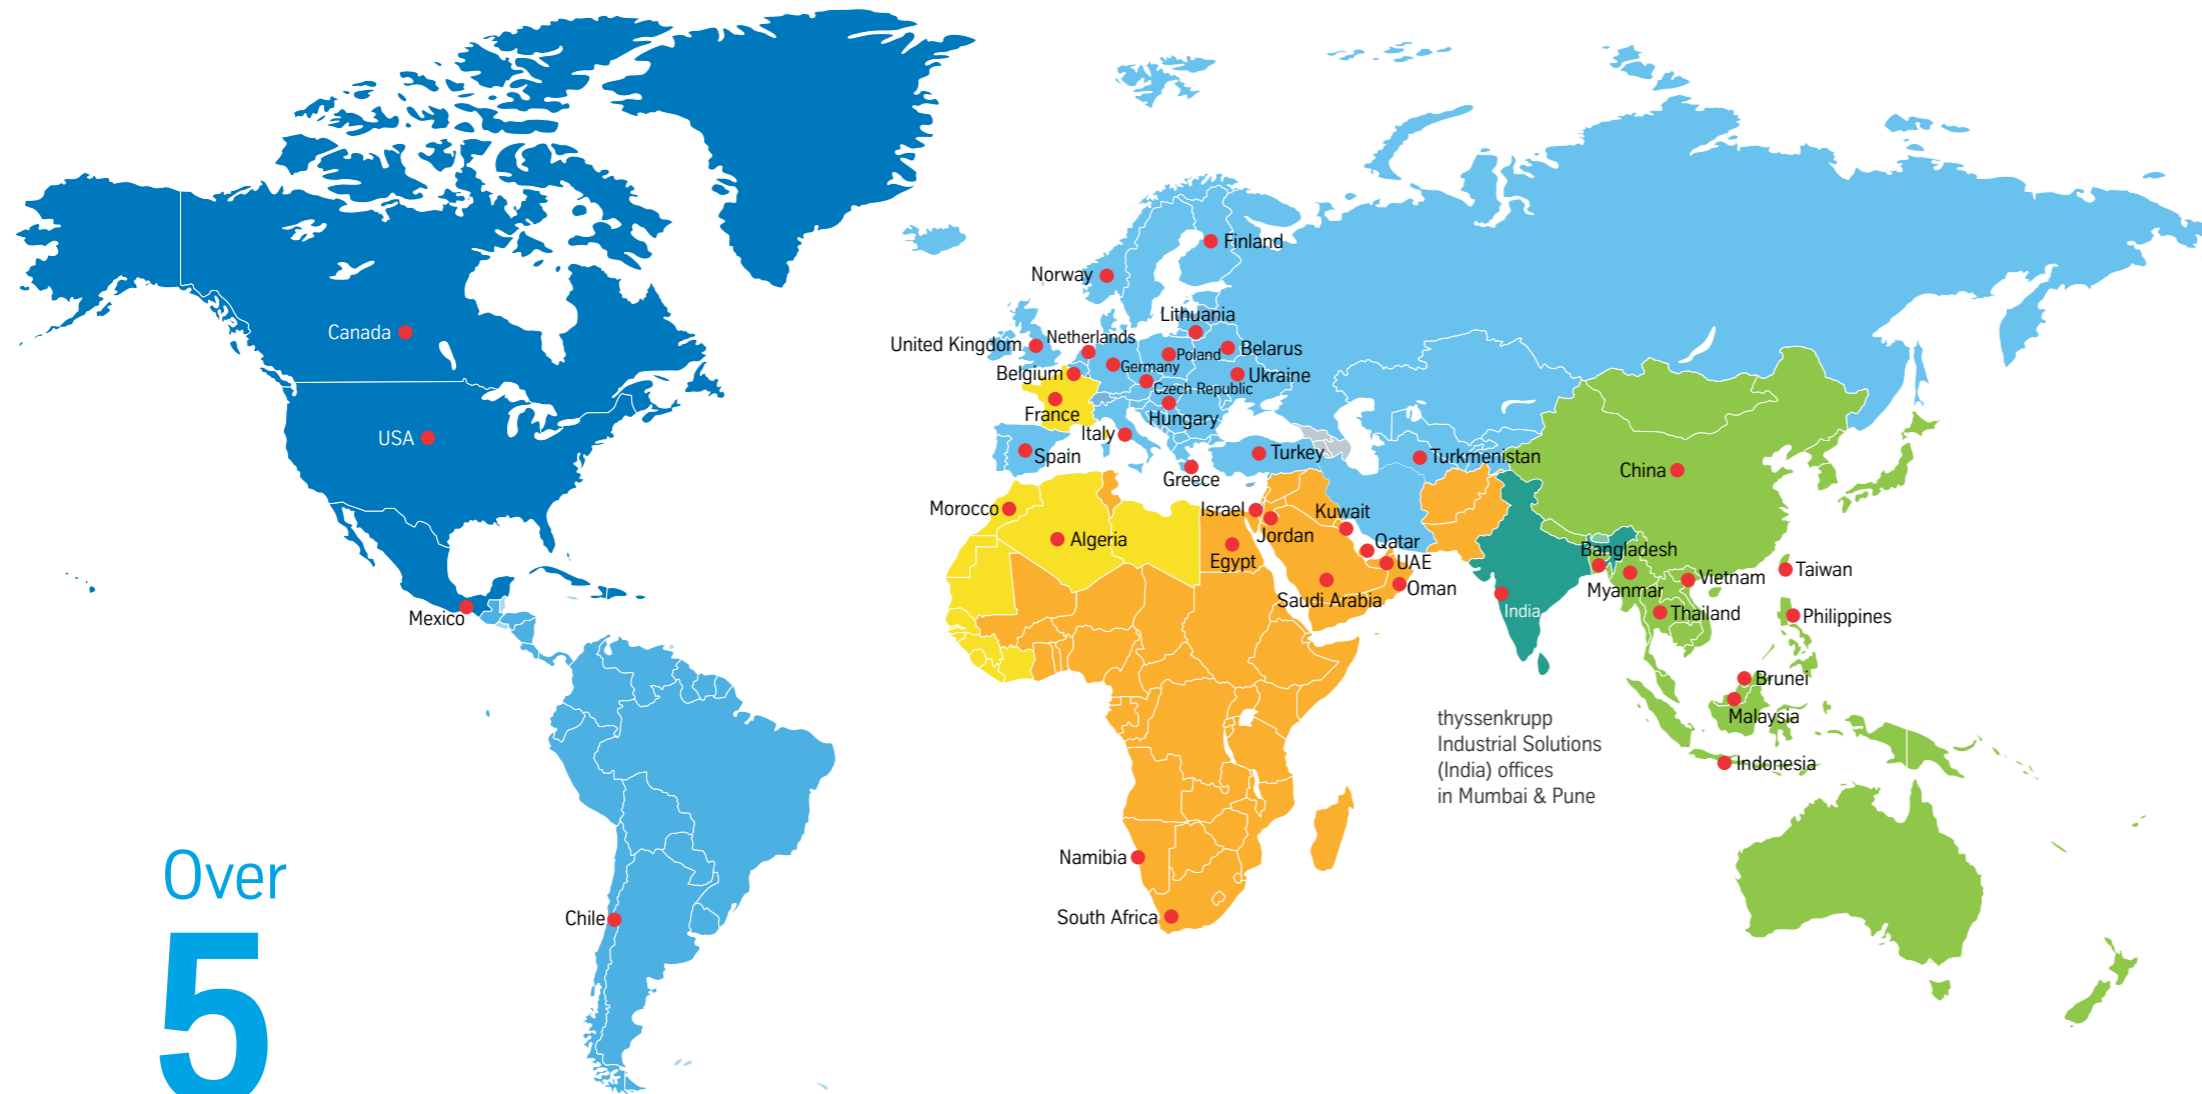 Finland
Norway
Lithuania
Canada
United Kingdom
Netherlands
Poland
Belarus
Germany
Belgium
Ukraine
Czech Republic
France
Hungary
USA
Italy
Spain
Turkey
Turkmenistan
Greece
China
Morocco
Israel
Kuwait
Algeria
Jordan
Qatar
Egypt
UAE
Bangladesh
Taiwan
Oman
Saudi Arabia
Myanmar
Vietnam
India
Thailand
Philippines
Mexico
Brunei
Malaysia
thyssenkrupp
Industrial Solutions
(India) offices
in Mumbai & Pune
Indonesia
Namibia
South Africa
Chile
Over
5